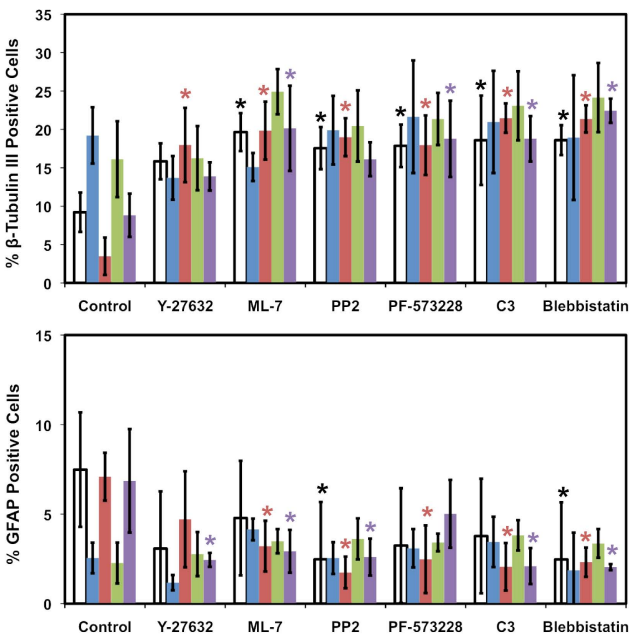 % β-Tubulin III Positive Cells
35
30
25
20
15
10
5
0
* * * * * * * * * * * * * * *
Control Y-27632 ML-7 PP2 PF-573228 C3 Blebbistatin
% GFAP Positive Cells
15
10
5
0
* * * * * * * * * * * * *
Control Y-27632 ML-7 PP2 PF-573228 C3 Blebbistatin